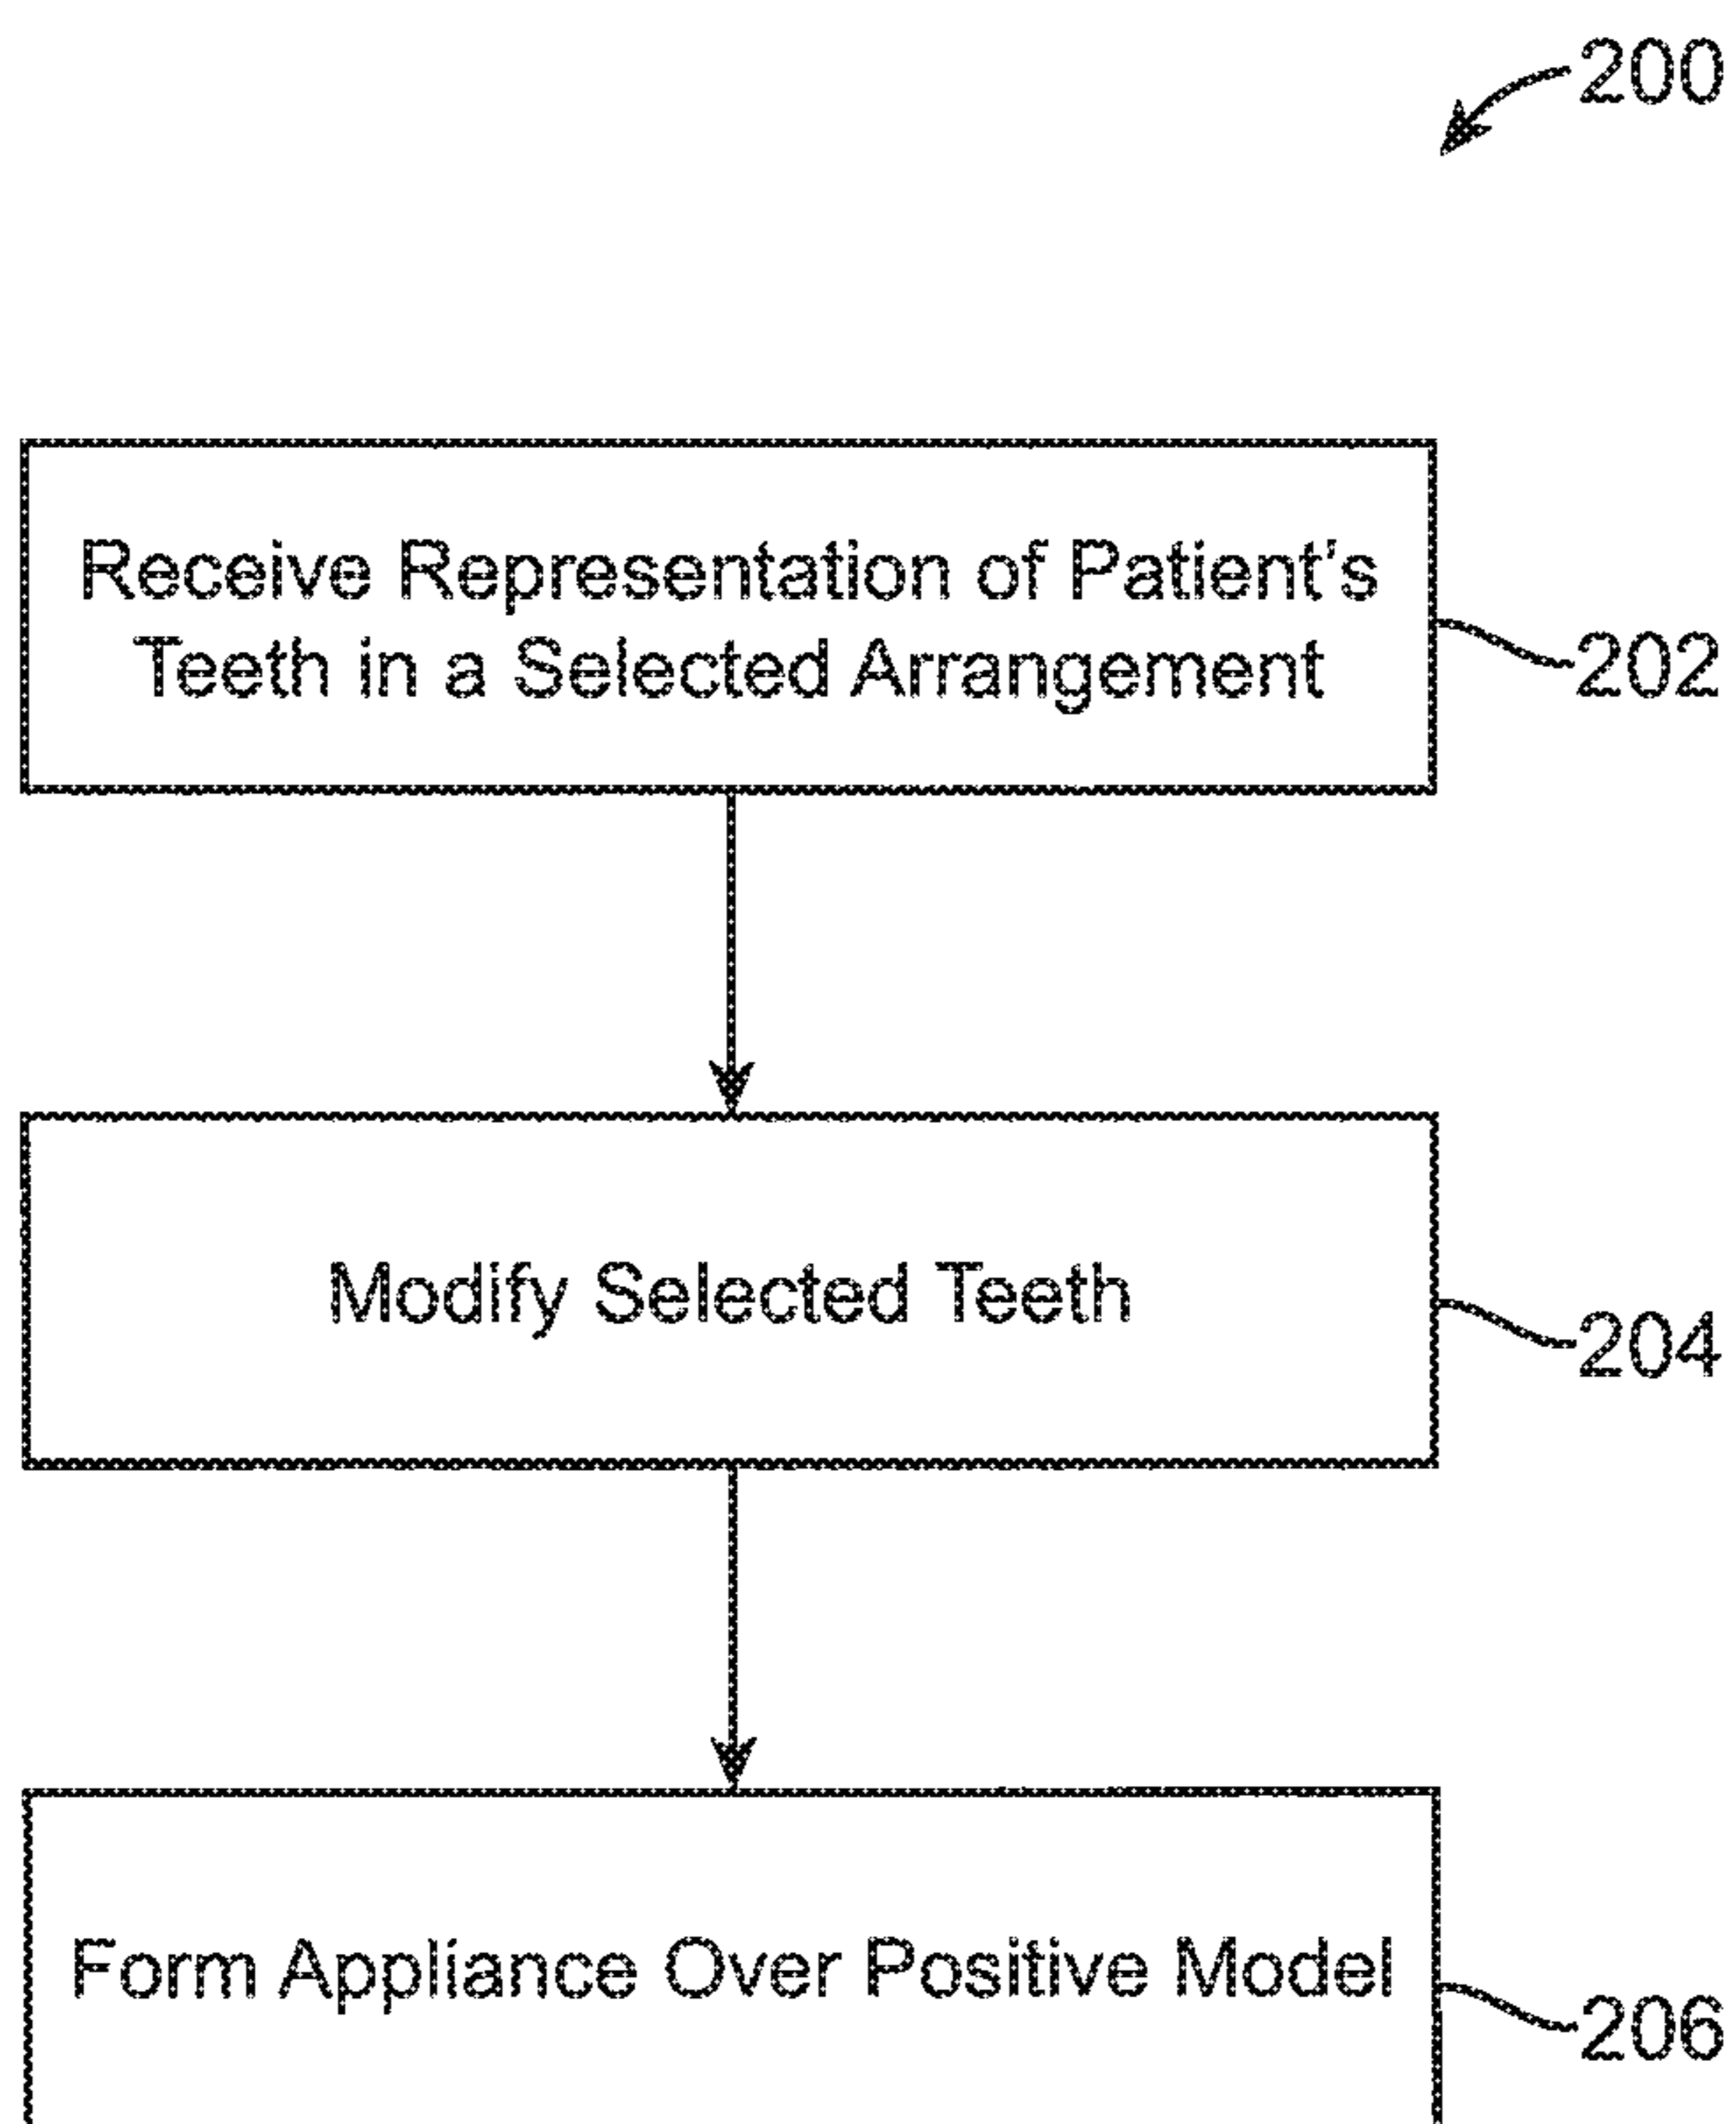 200
Receive Representation of Patient's
Teeth in a Selected Arrangement
202
Modify Selected Teeth
204
Form Appliance Over Positive Model
206